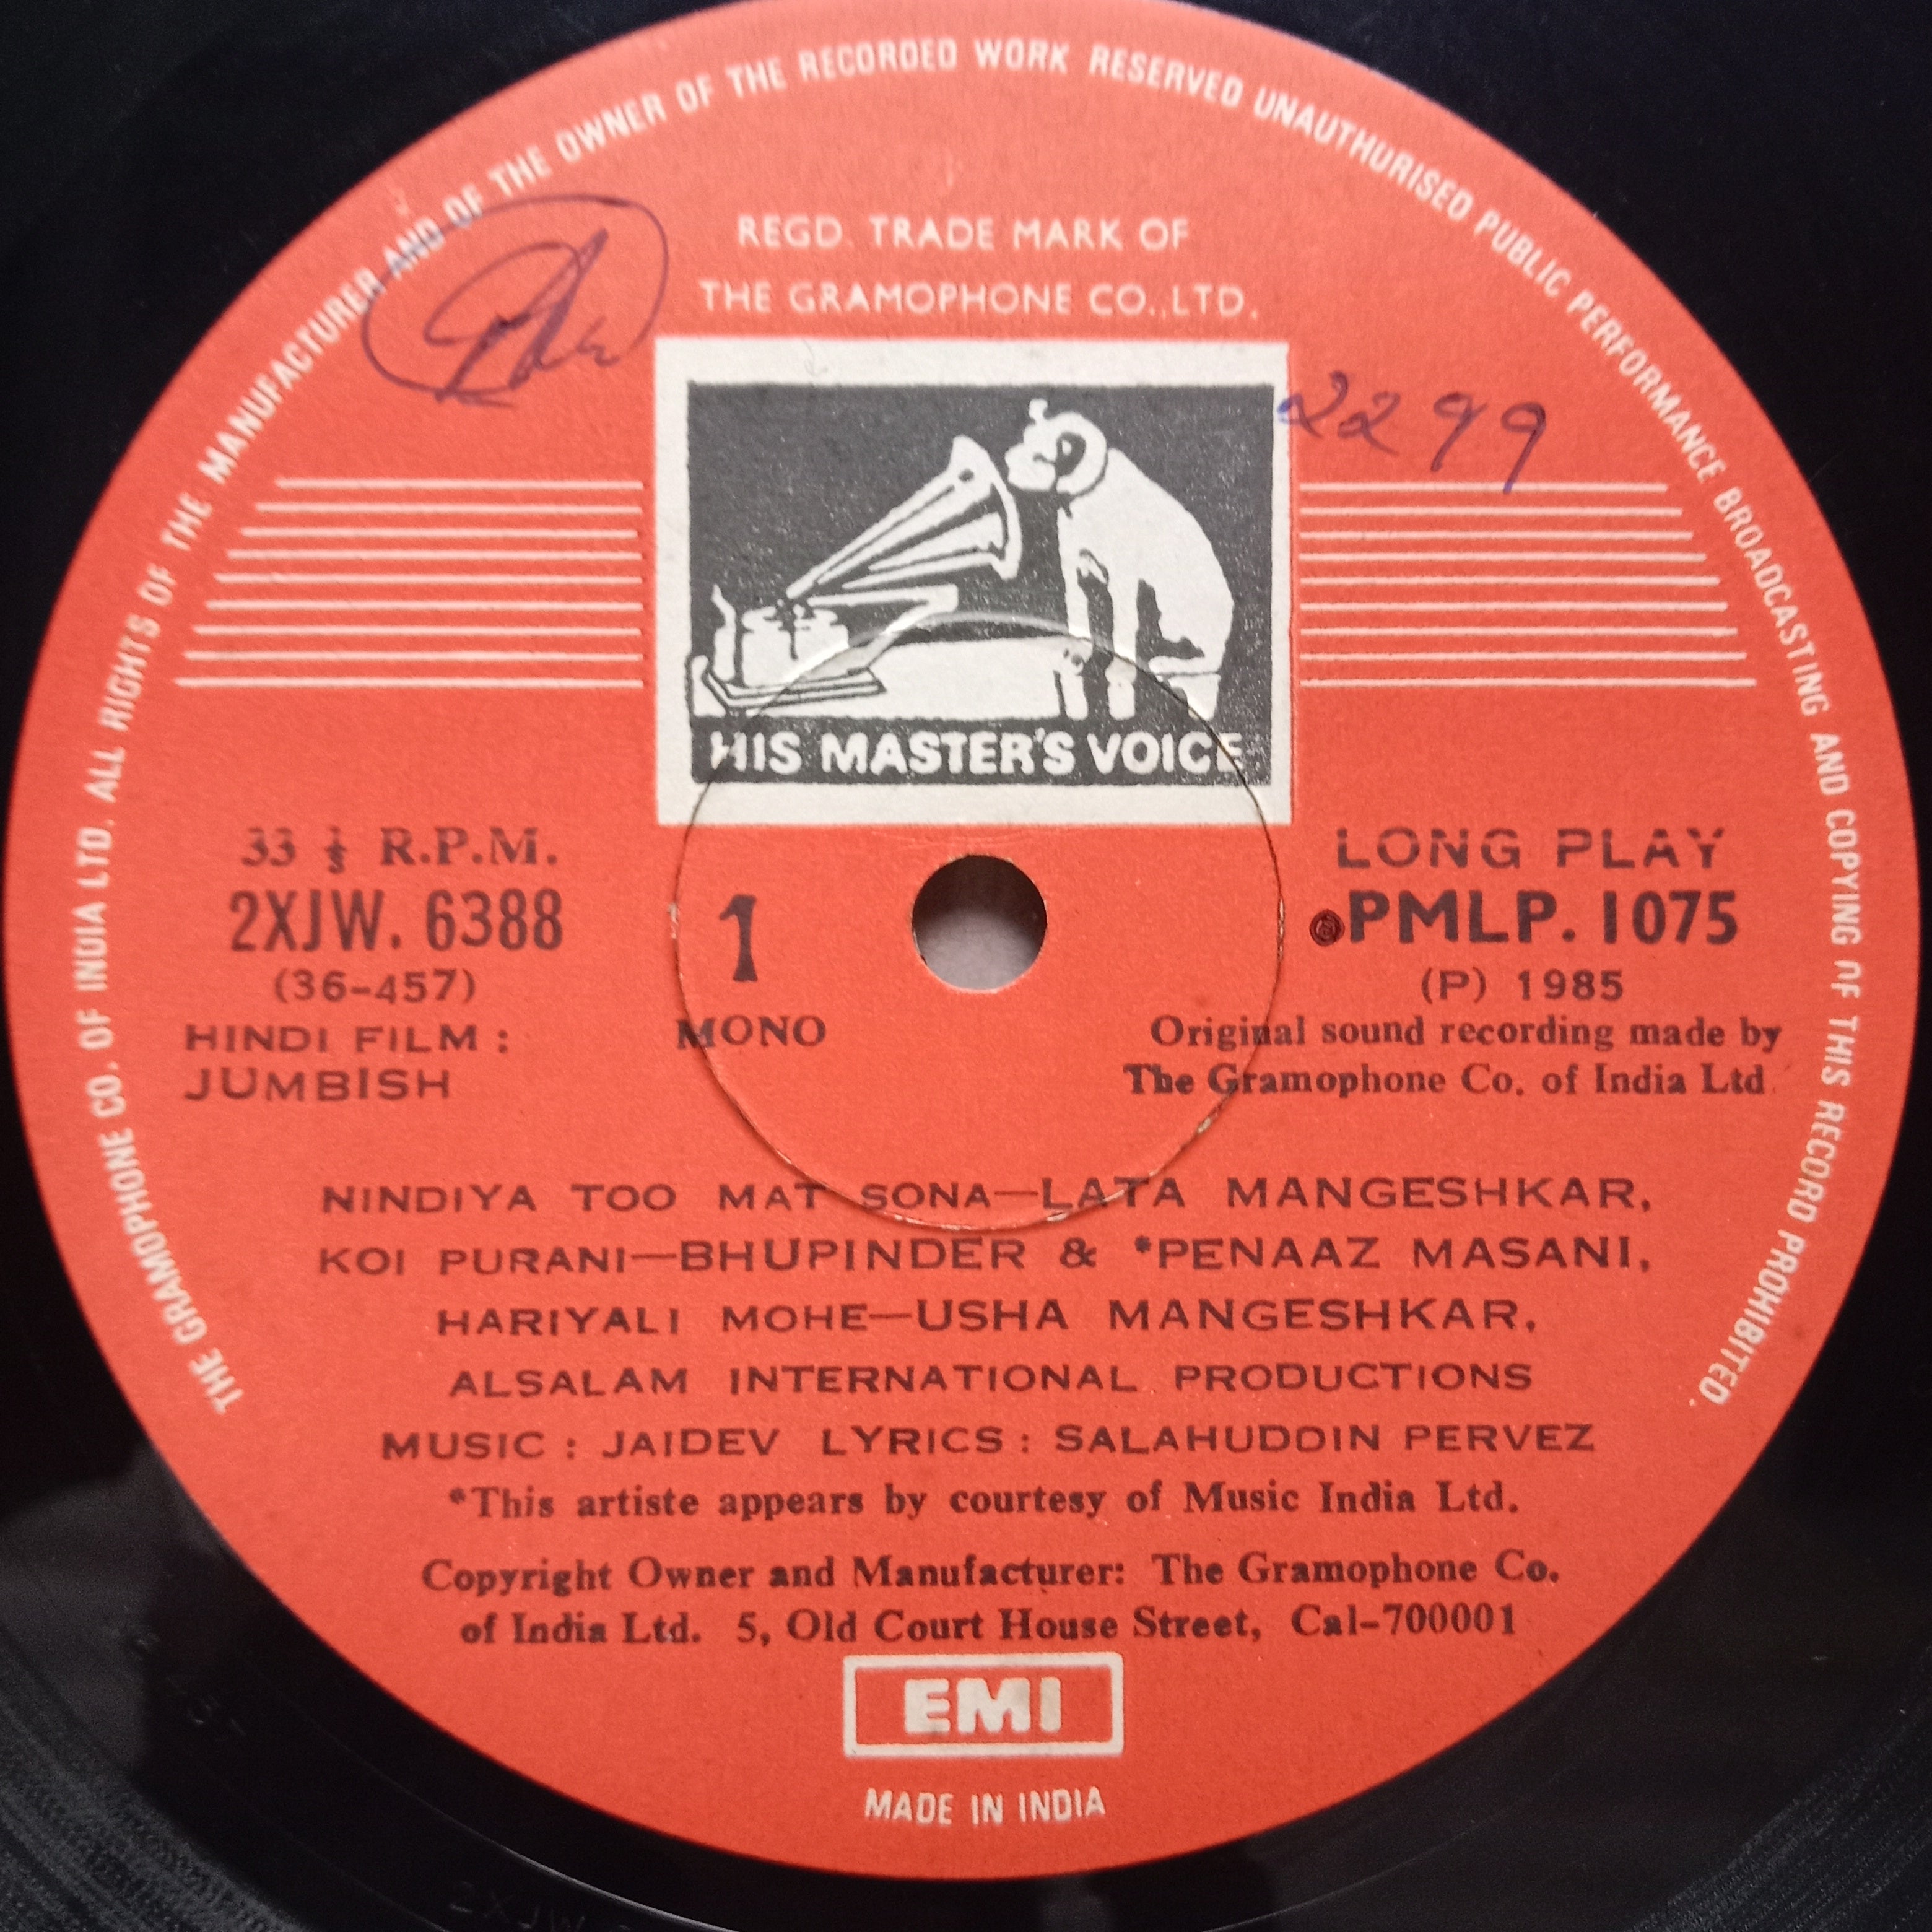 THE GRAMOPHONE CO. OF INDIA LTD. ALL RIGHTS OF THE MANUFACTURER AND OF THE OWNER OF THE RECORDED WORK RESERVED UNAUTHORISED PUBLIC PERFORMANCE BROADCASTING AND COPYING OF THIS RECORD PROHIBITED.
REGD. TRADE MARK OF
THE GRAMOPHONE CO., LTD.
2299
HIS MASTER'S VOICE
33 ⅓ R.P.M.
2XJW. 6388
(36-457)
HINDI FILM :
JUMBISH
1
MONO
LONG PLAY
PMLP. 1075
(P) 1985
Original sound recording made by
The Gramophone Co. of India Ltd
NINDIYA TOO MAT SONA—LATA MANGESHKAR,
KOI PURANI—BHUPINDER & *PENAAZ MASANI,
HARIYALI MOHE—USHA MANGESHKAR,
ALSALAM INTERNATIONAL PRODUCTIONS
MUSIC : JAIDEV LYRICS : SALAHUDDIN PERVEZ
*This artiste appears by courtesy of Music India Ltd.
Copyright Owner and Manufacturer: The Gramophone Co.
of India Ltd. 5, Old Court House Street, Cal-700001
EMI
MADE IN INDIA